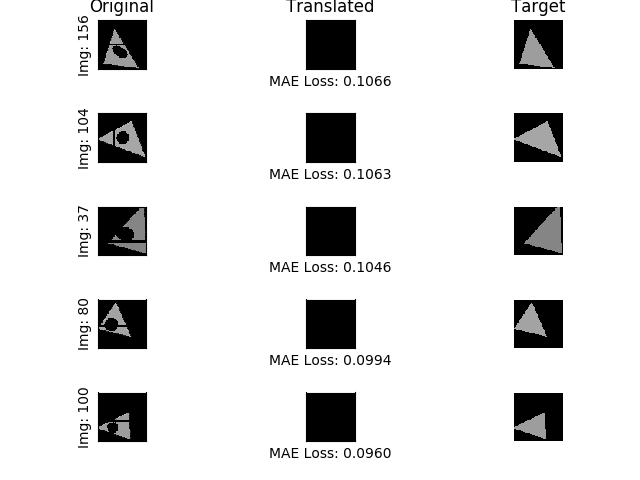 Original Translated Target
Img: 156
MAE Loss: 0.1066
Img: 104
MAE Loss: 0.1063
Img: 37
MAE Loss: 0.1046
Img: 80
MAE Loss: 0.0994
Img: 100
MAE Loss: 0.0960